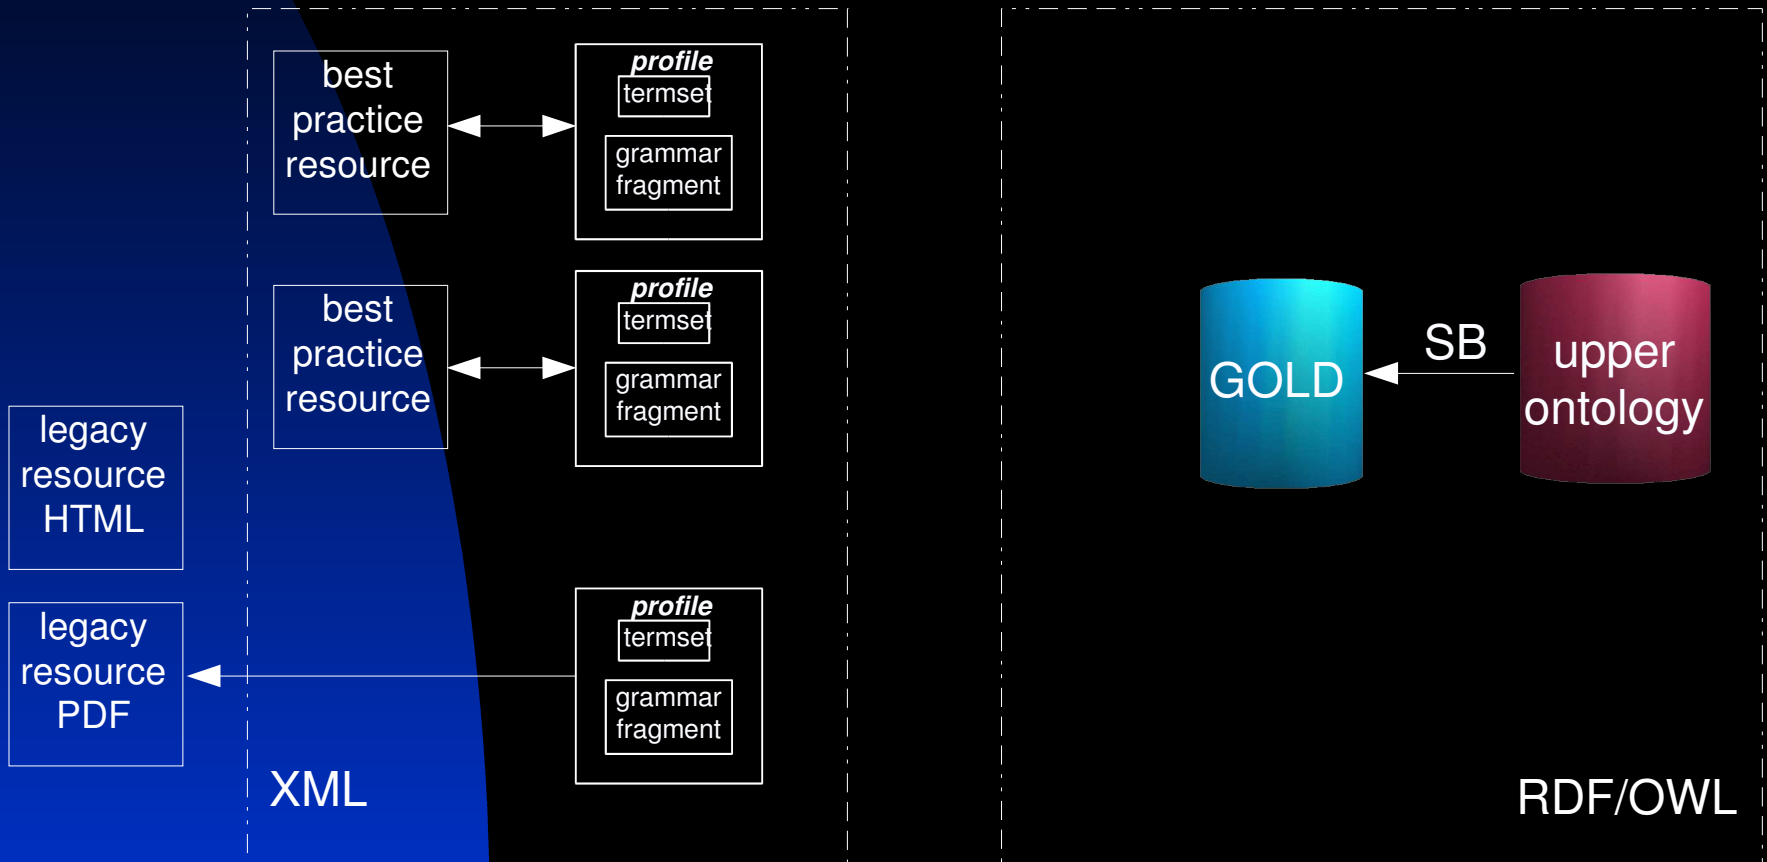 best
practice
resource
profile
termset
grammar
fragment
best
practice
resource
profile
termset
grammar
fragment
legacy
resource
HTML
legacy
resource
PDF
profile
termset
grammar
fragment
XML
GOLD
SB
upper
ontology
RDF/OWL